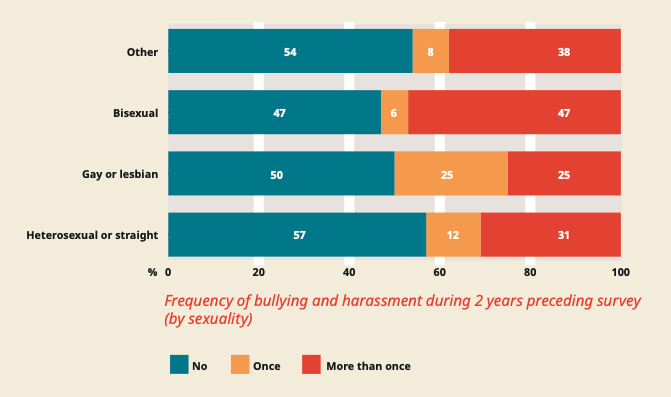 Other 54 8 38
Bisexual 47 6 47
Gay or lesbian 50 25 25
Heterosexual or straight 57 12 31
% 0 20 40 60 80 100
Frequency of bullying and harassment during 2 years preceding survey
(by sexuality)
No Once More than once